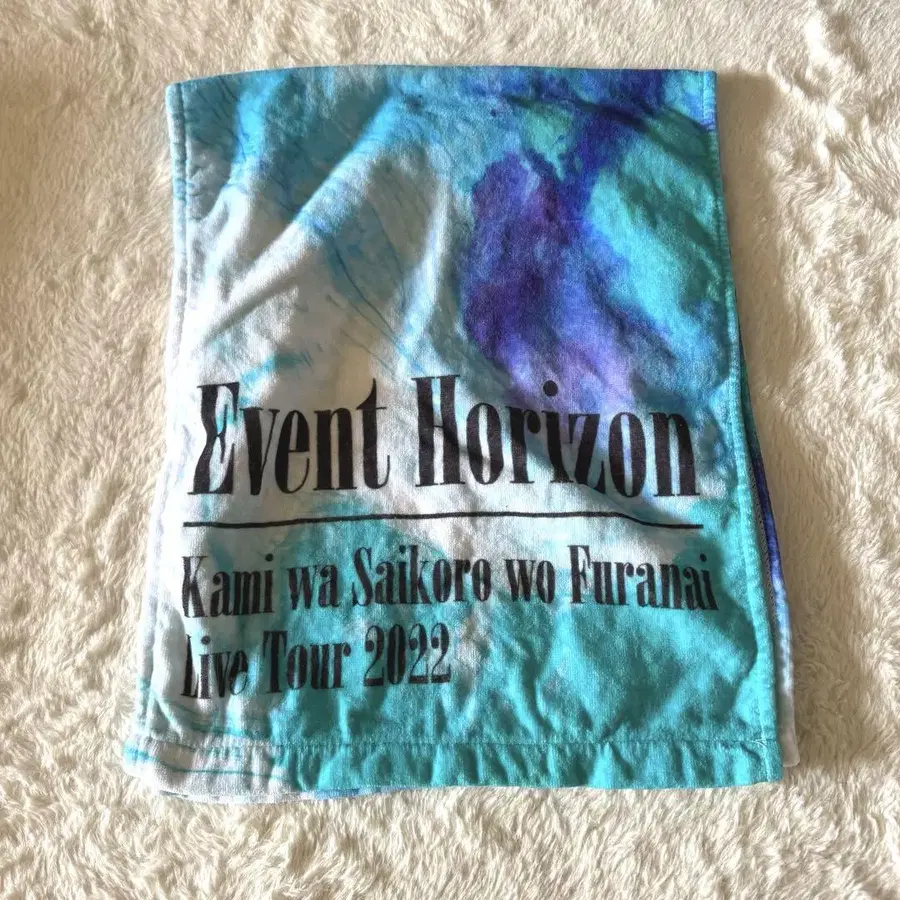 Event Horizon
Kami wa Saikoro wo Furanai
Live Tour 2022